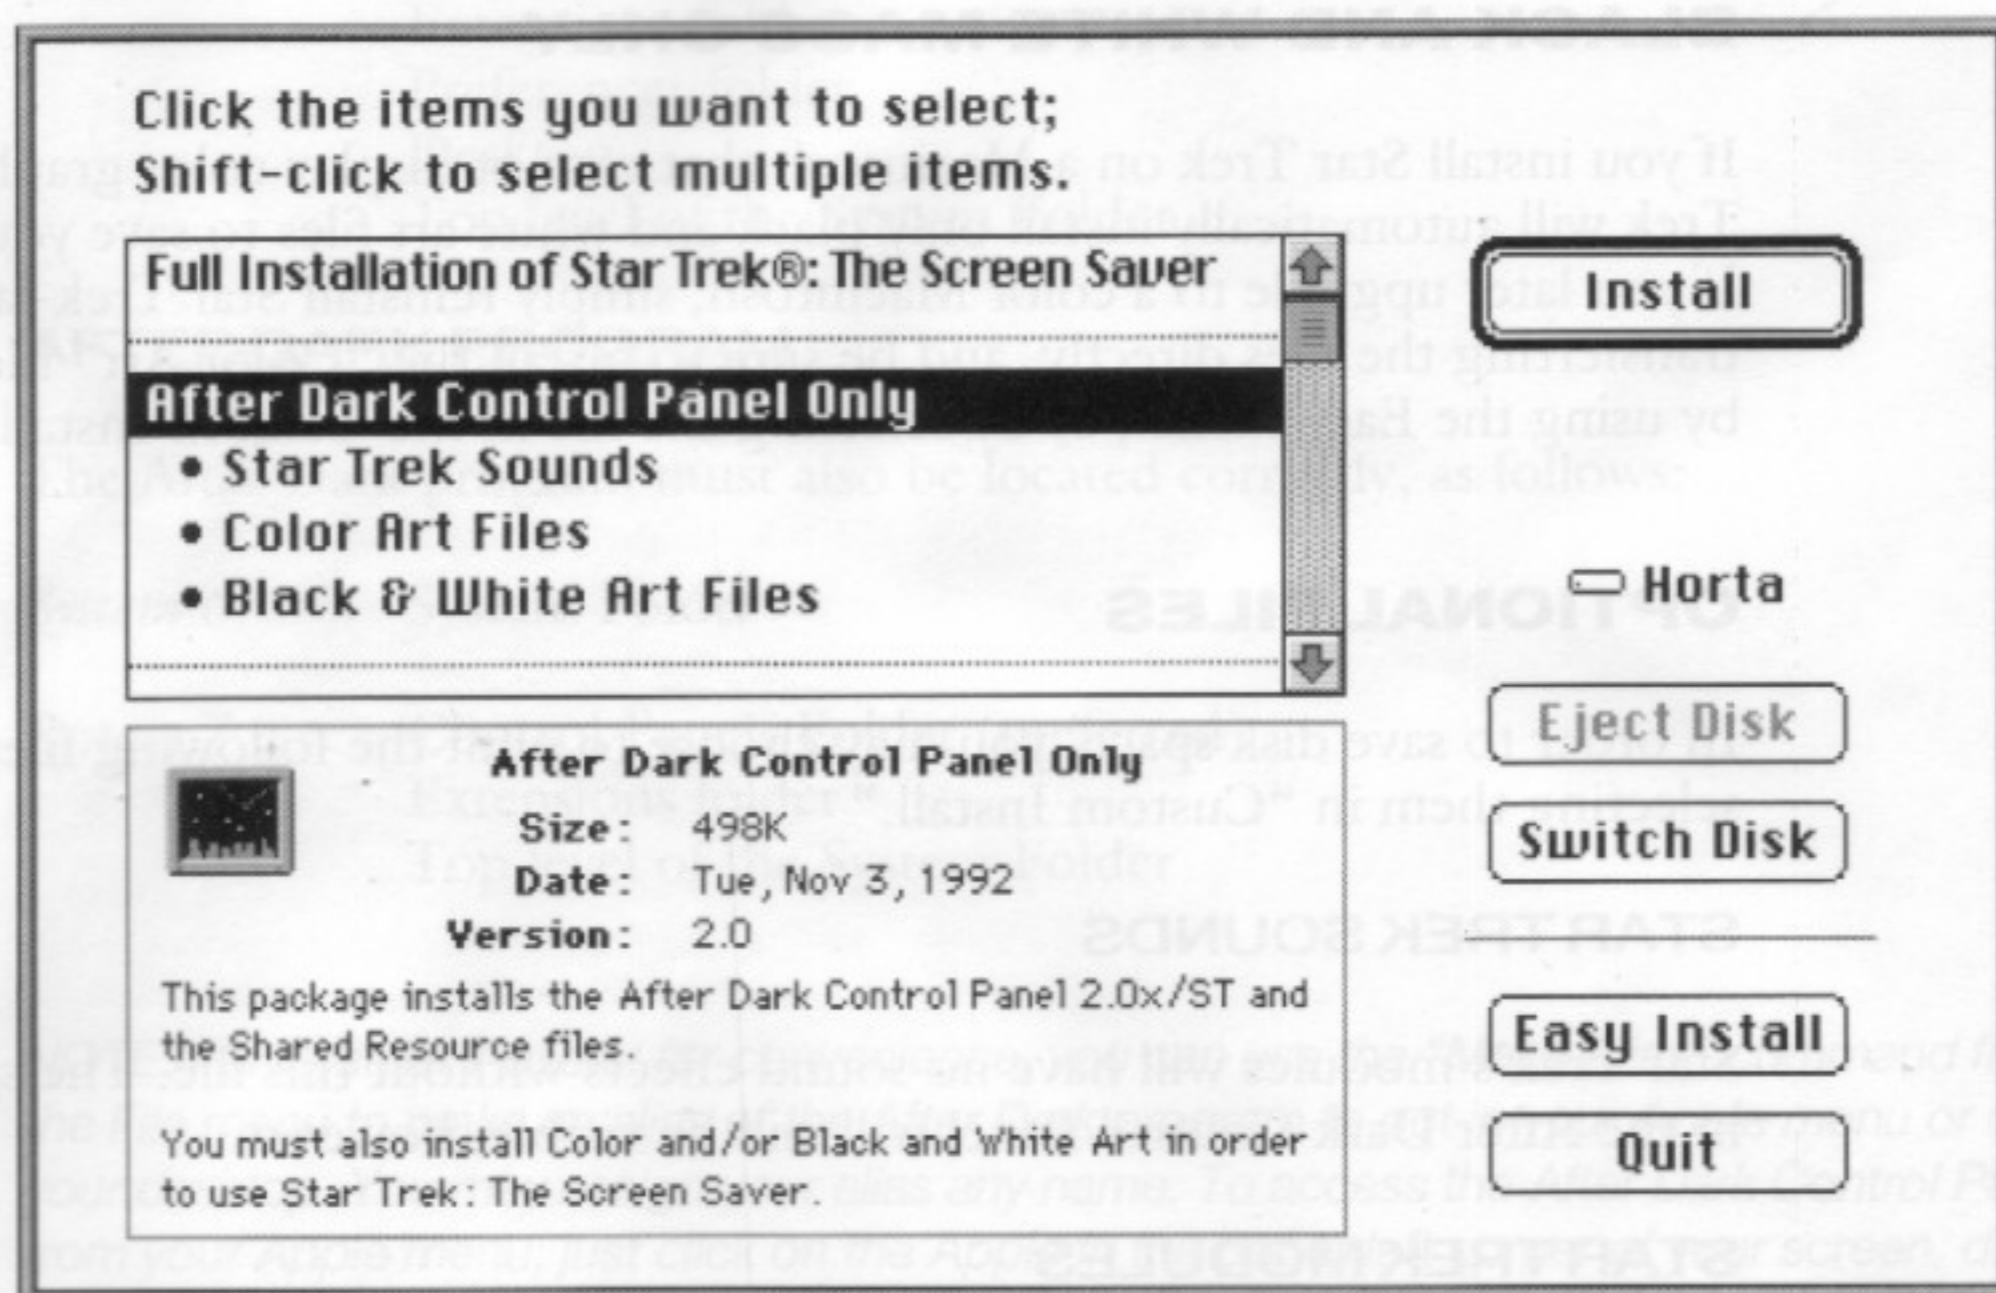 Click the items you want to select;
Shift-click to select multiple items.
Full Installation of Star Trek®: The Screen Saver
After Dark Control Panel Only
• Star Trek Sounds
• Color Art Files
• Black & White Art Files
Install
Horta
Eject Disk
Switch Disk
Easy Install
Quit
After Dark Control Panel Only
Size: 498K
Date: Tue, Nov 3, 1992
Version: 2.0
This package installs the After Dark Control Panel 2.0x/ST and
the Shared Resource files.
You must also install Color and/or Black and White Art in order
to use Star Trek: The Screen Saver.